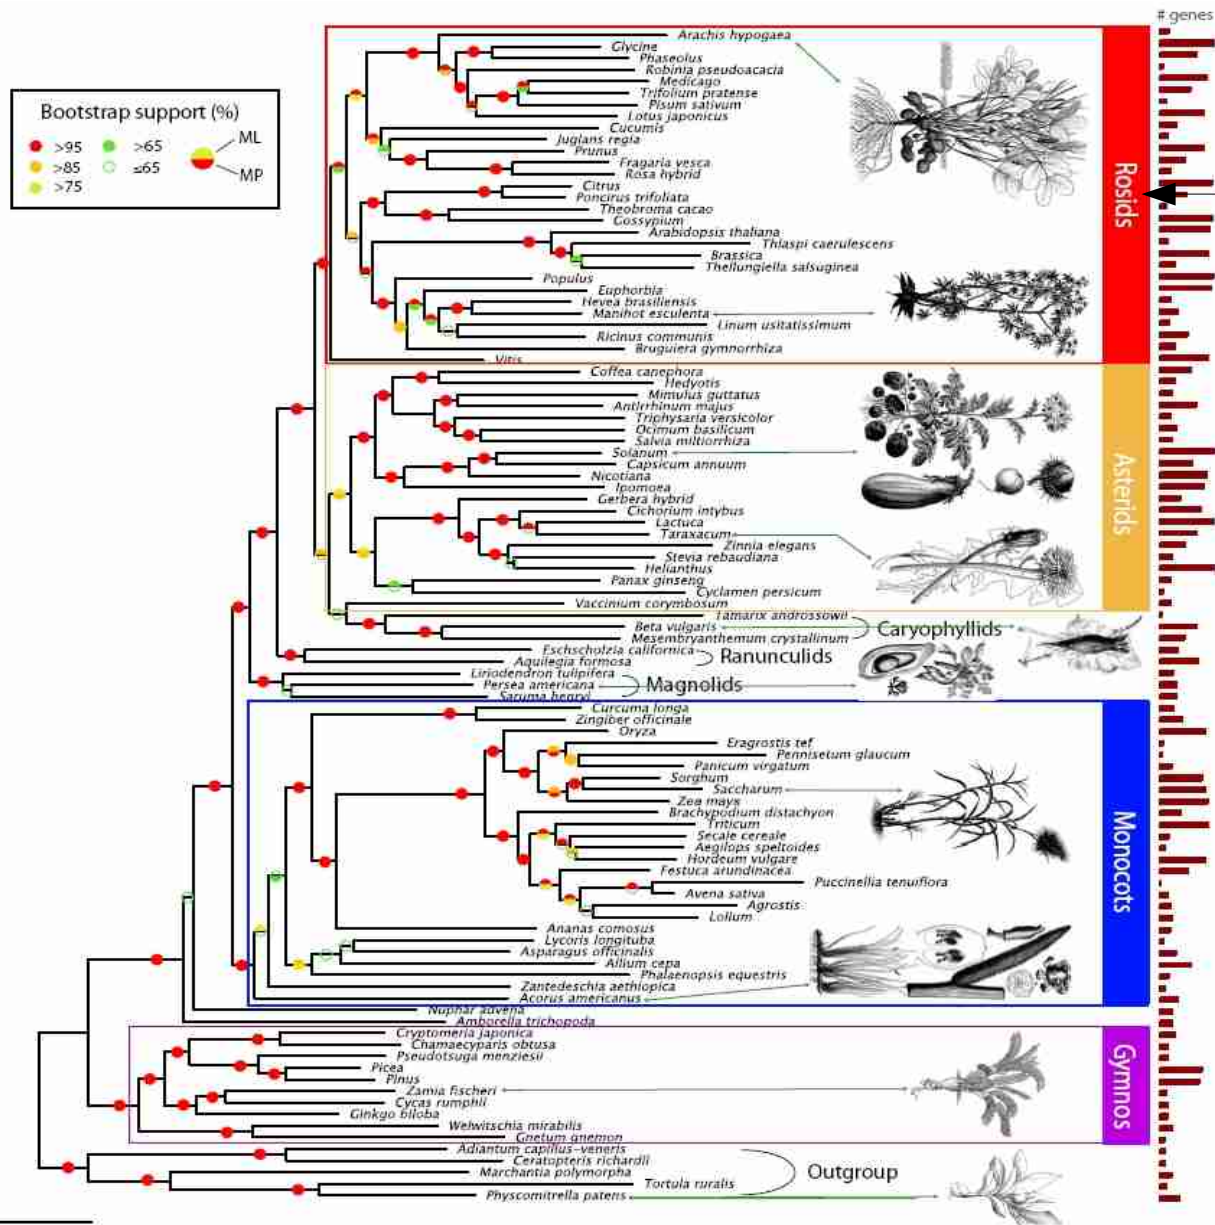 # genes
Bootstrap support (%)
>95 >65 ML
>85 ≤65 MP
>75
Arachis hypogaea
Glycine
Phaseolus
Robinia pseudoacacia
Medicago
Trifolium pratense
Pisum sativum
Lotus japonicus
Cucumis
Juglans regia
Prunus
Fragaria vesca
Rosa hybrid
Citrus
Poncirus trifoliata
Theobroma cacao
Gossypium
Arabidopsis thaliana
Thlaspi caerulescens
Brassica
Thellungiella salsuginea
Populus
Euphorbia
Hevea brasiliensis
Manihot esculenta
Linum usitatissimum
Ricinus communis
Bruguiera gymnorrhiza
Vitis
Rosids
Coffea canephora
Hedyotis
Mimulus guttatus
Antirrhinum majus
Triphysaria versicolor
Ocimum basilicum
Salvia miltiorrhiza
Solanum
Capsicum annuum
Nicotiana
Ipomoea
Gerbera hybrid
Cichorium intybus
Lactuca
Taraxacum
Zinnia elegans
Stevia rebaudiana
Helianthus
Panax ginseng
Cyclamen persicum
Vaccinium corymbosum
Asterids
Tamarix androssowii
Beta vulgaris
Mesembryanthemum crystallinum
Caryophyllids
Eschscholzia californica
Aquilegia formosa
Ranunculids
Liriodendron tulipifera
Persea americana
Saruma henryi
Magnolids
Curcuma longa
Zingiber officinale
Oryza
Eragrostis tef
Pennisetum glaucum
Panicum virgatum
Sorghum
Saccharum
Zea mays
Brachypodium distachyon
Triticum
Secale cereale
Aegilops speltoides
Hordeum vulgare
Festuca arundinacea
Puccinellia tenuiflora
Avena sativa
Agrostis
Lolium
Ananas comosus
Lycoris longituba
Asparagus officinalis
Allium cepa
Phalaenopsis equestris
Zantedeschia aethiopica
Acorus americanus
Monocots
Nuphar advena
Amborella trichopoda
Cryptomeria japonica
Chamaecyparis obtusa
Pseudotsuga menziesii
Picea
Pinus
Zamia fischeri
Cycas rumphii
Ginkgo biloba
Welwitschia mirabilis
Gnetum gnemon
Gymnos
Adiantum capillus-veneris
Ceratopteris richardii
Marchantia polymorpha
Tortula ruralis
Physcomitrella patens
Outgroup